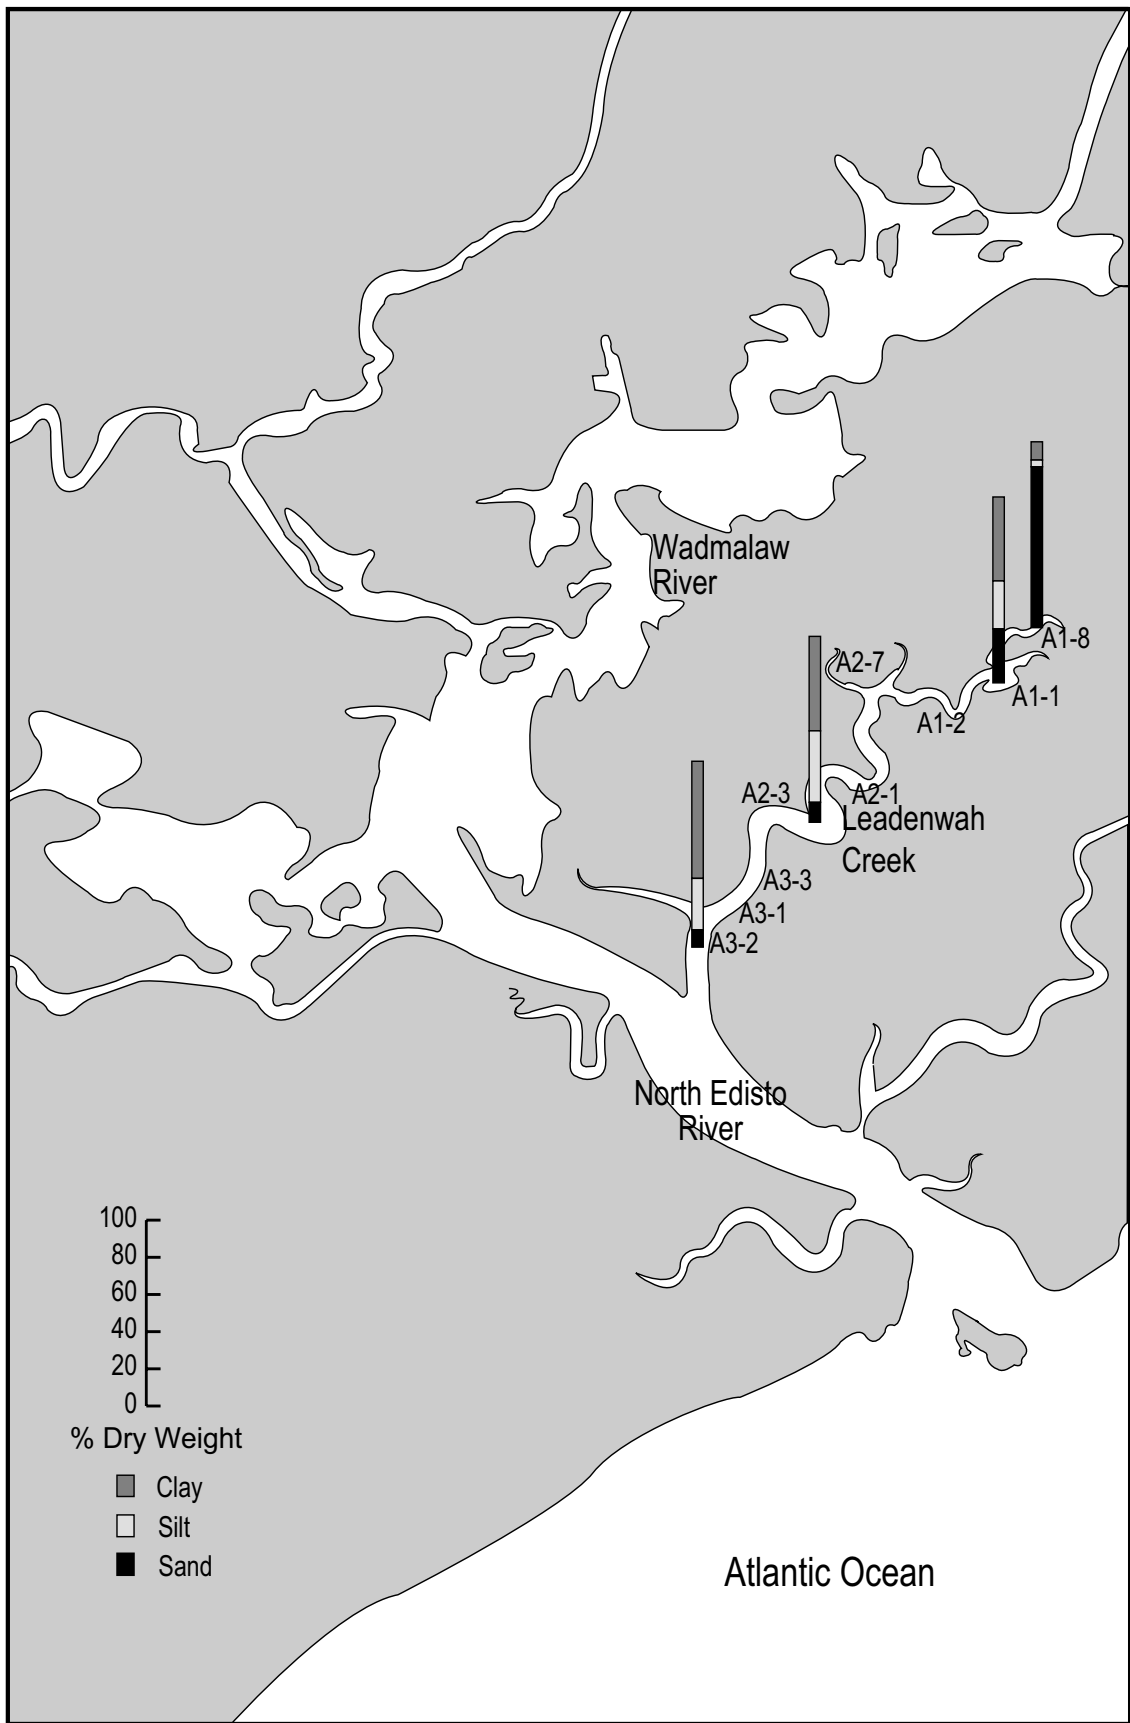 Wadmalaw
River
A1-8
A2-7
A1-1
A1-2
A2-3
A2-1
Leadenwah
Creek
A3-3
A3-1
A3-2
North Edisto
River
100
80
60
40
20
0
% Dry Weight
Clay
Silt
Sand
Atlantic Ocean